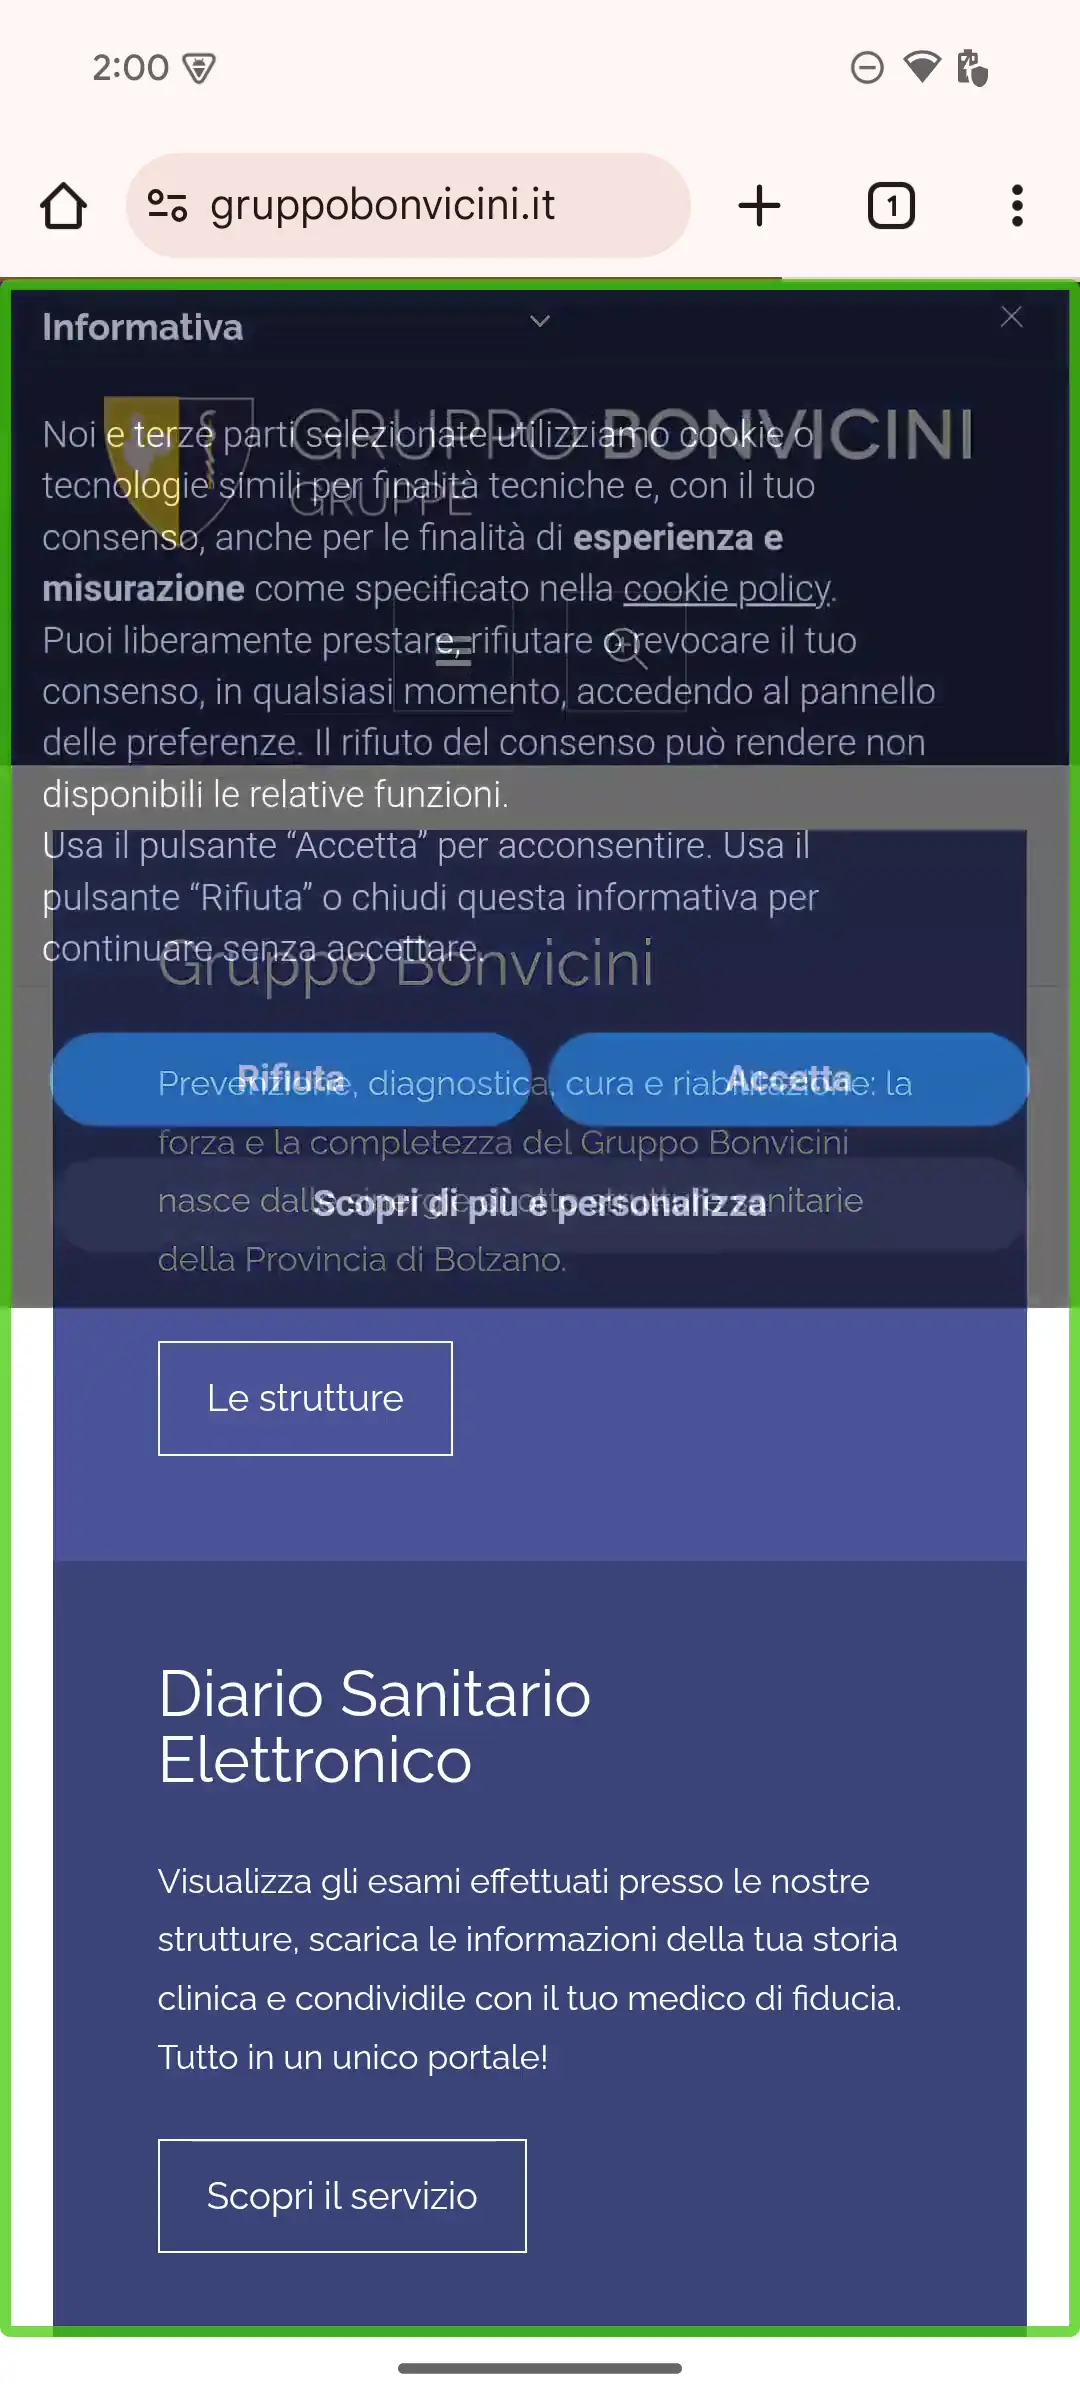 2:00
gruppobonvicini.it
1
Informativa
GRUPPO BONVICINI
GRUPPE
Noi e terze parti selezionate utilizziamo cookie o
tecnologie simili per finalità tecniche e, con il tuo
consenso, anche per le finalità di esperienza e
misurazione come specificato nella cookie policy.
Puoi liberamente prestare, rifiutare o revocare il tuo
consenso, in qualsiasi momento, accedendo al pannello
delle preferenze. Il rifiuto del consenso può rendere non
disponibili le relative funzioni.
Usa il pulsante “Accetta” per acconsentire. Usa il
pulsante “Rifiuta” o chiudi questa informativa per
continuare senza accettare.
Gruppo Bonvicini
Rifiuta
Accetta
Prevenzione, diagnostica, cura e riabilitazione: la
forza e la completezza del Gruppo Bonvicini
nasce dalle sinergie di otto strutture sanitarie
della Provincia di Bolzano.
Scopri di più e personalizza
Le strutture
Diario Sanitario
Elettronico
Visualizza gli esami effettuati presso le nostre
strutture, scarica le informazioni della tua storia
clinica e condividile con il tuo medico di fiducia.
Tutto in un unico portale!
Scopri il servizio